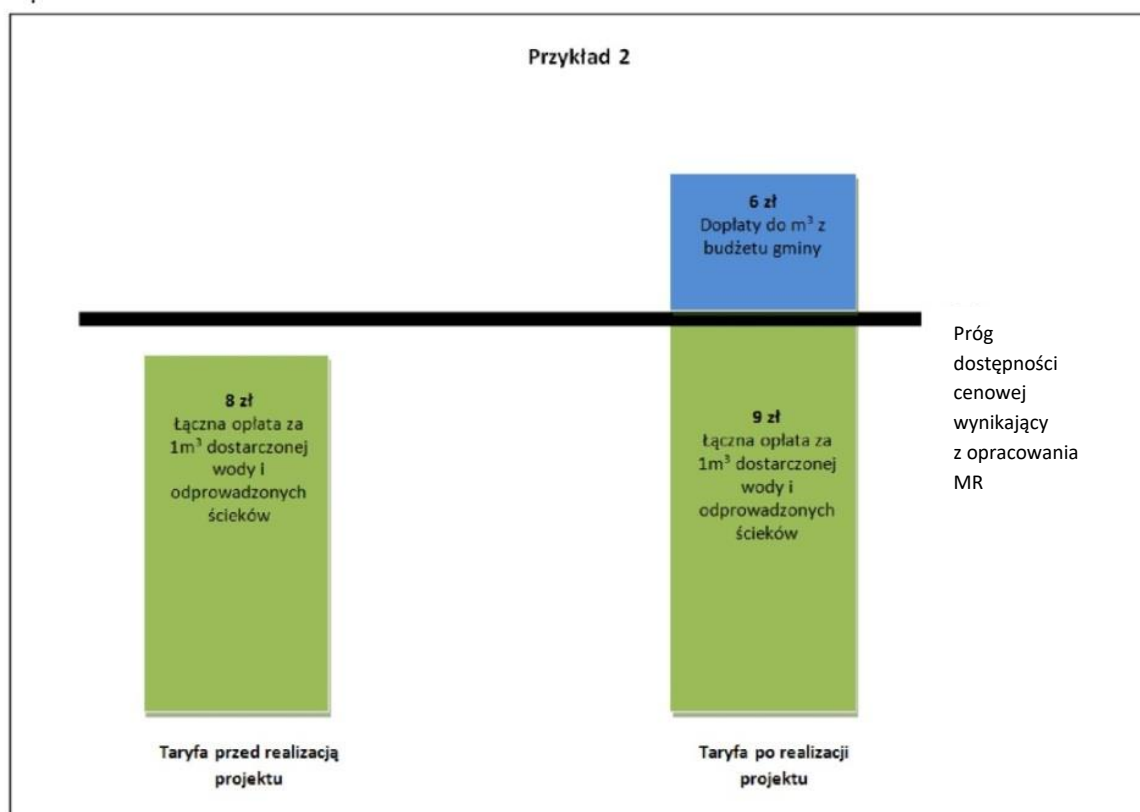 Przykład 2
6 zł
Dopłaty do m³ z
budżetu gminy
8 zł
Łączna opłata za
1m³ dostarczonej
wody i
odprowadzonych
ścieków
9 zł
Łączna opłata za
1m³ dostarczonej
wody i
odprowadzonych
ścieków
Próg
dostępności
cenowej
wynikający
z opracowania
MR
Taryfa przed realizacją
projektu
Taryfa po realizacji
projektu